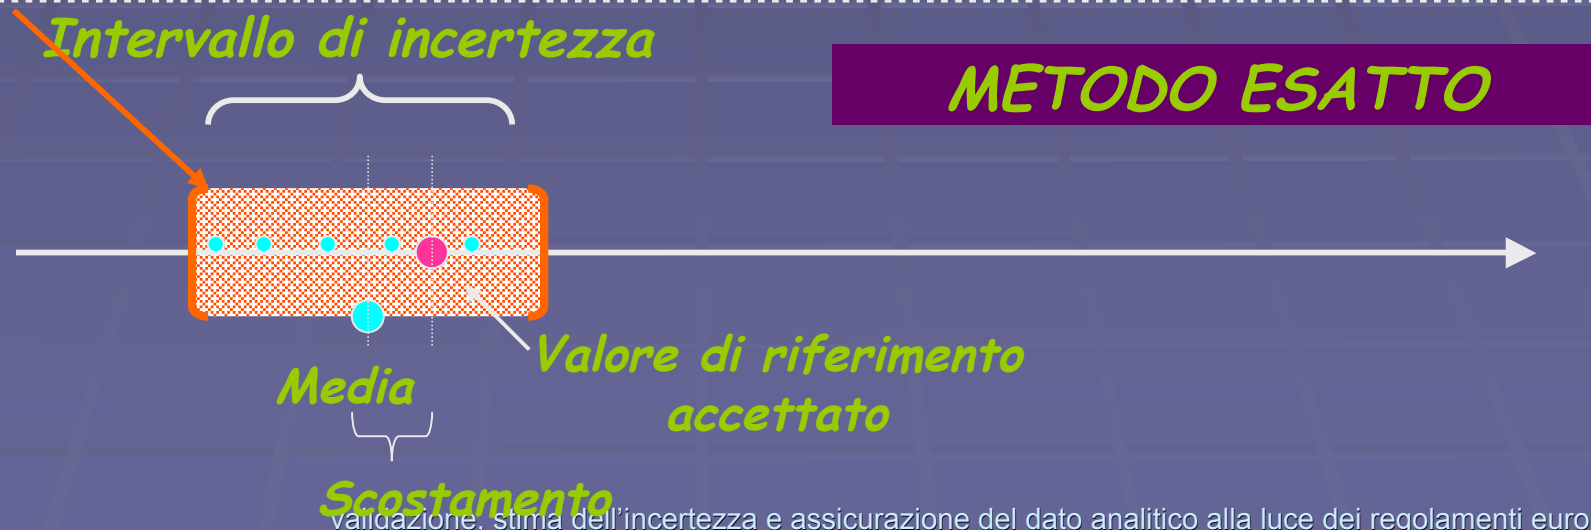 Intervallo di incertezza
METODO ESATTO
Valore di riferimento
accettato
Media
Scostamento
validazione, stima dell'incertezza e assicurazione del dato analitico alla luce dei regolamenti euro